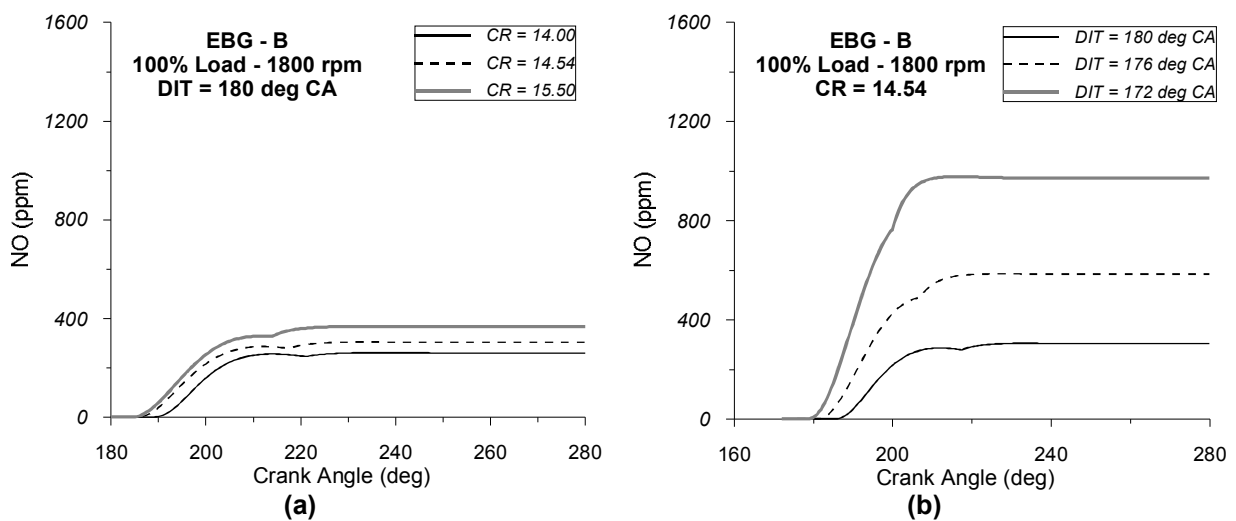 1600
1200
800
400
0
NO (ppm)
EBG - B
100% Load - 1800 rpm
DIT = 180 deg CA
CR = 14.00
CR = 14.54
CR = 15.50
180
200
220
240
260
280
Crank Angle (deg)
(a)
1600
1200
800
400
0
NO (ppm)
EBG - B
100% Load - 1800 rpm
CR = 14.54
DIT = 180 deg CA
DIT = 176 deg CA
DIT = 172 deg CA
160
200
240
280
Crank Angle (deg)
(b)